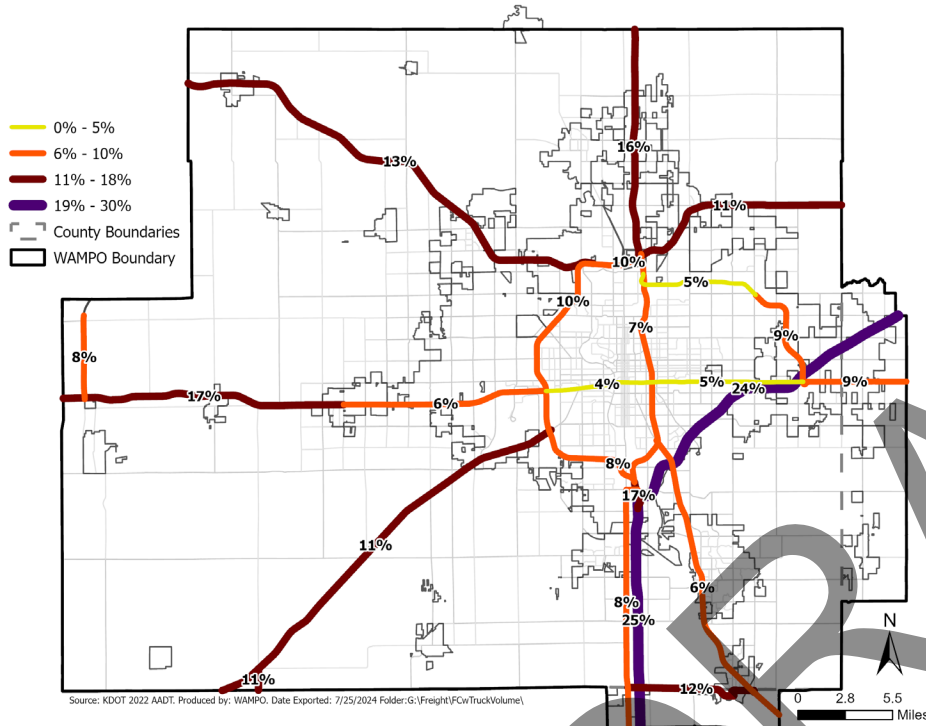 0% - 5%
6% - 10%
11% - 18%
19% - 30%
County Boundaries
WAMPO Boundary
13%
16%
11%
10%
10%
5%
7%
9%
8%
17%
6%
4%
5%
24%
9%
8%
17%
11%
6%
8%
25%
11%
12%
N
0 2.8 5.5
Miles
Source: KDOT 2022 AADT. Produced by: WAMPO. Date Exported: 7/25/2024 Folder:G:\Freight\FCwTruckVolume\